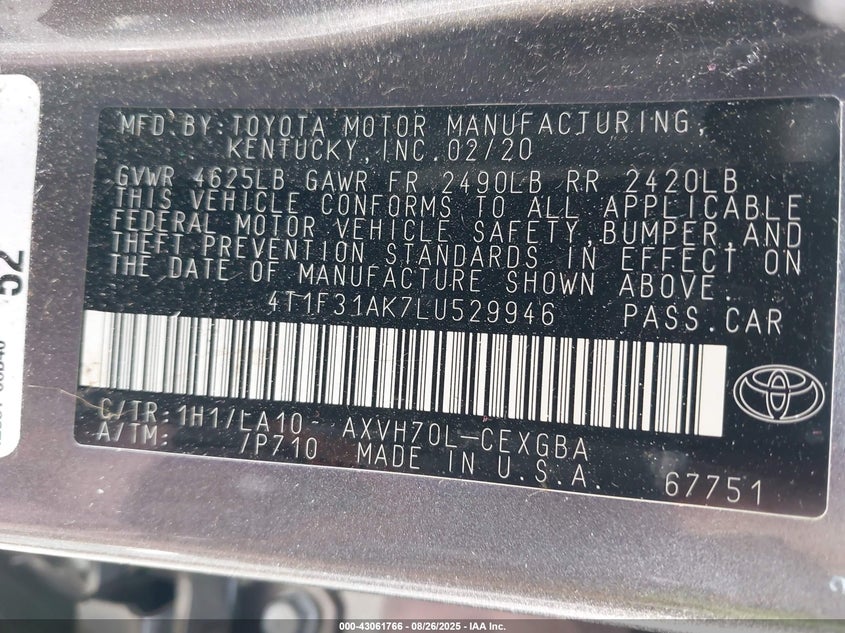 MFD.BY:TOYOTA MOTOR MANUFACTURING,
KENTUCKY,INC.02/20
GVWR 4625LB GAWR FR 2490LB RR 2420LB
THIS VEHICLE CONFORMS TO ALL APPLICABLE
FEDERAL MOTOR VEHICLE SAFETY,BUMPER,AND
THEFT PREVENTION STANDARDS IN EFFECT ON
THE DATE OF MANUFACTURE SHOWN ABOVE.
4T1F31AK7LU529946 PASS.CAR
C/TR:1H1/LA10- AXVH70L-CEXGBA
A/TM: /P710 MADE IN U.S.A. 67751
52
000-43061766 - 08/26/2025 - IAA Inc.